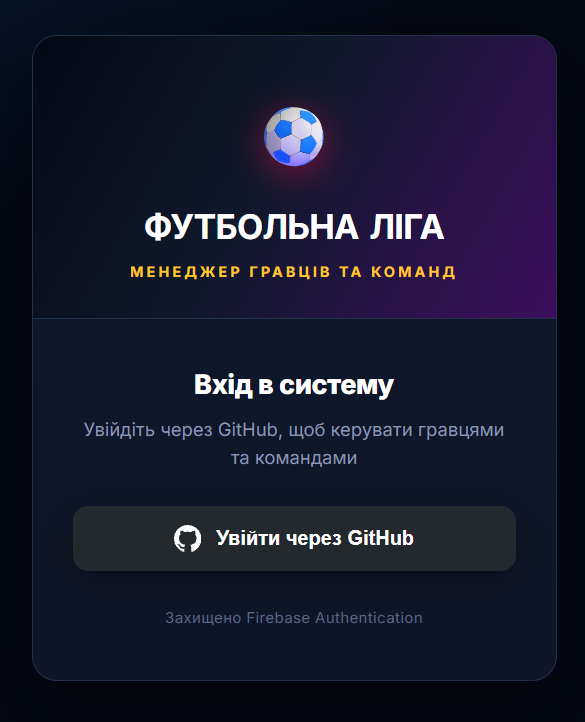 ФУТБОЛЬНА ЛІГА
МЕНЕДЖЕР ГРАВЦІВ ТА КОМАНД
Вхід в систему
Увійдіть через GitHub, щоб керувати гравцями
та командами
Увійти через GitHub
Захищено Firebase Authentication